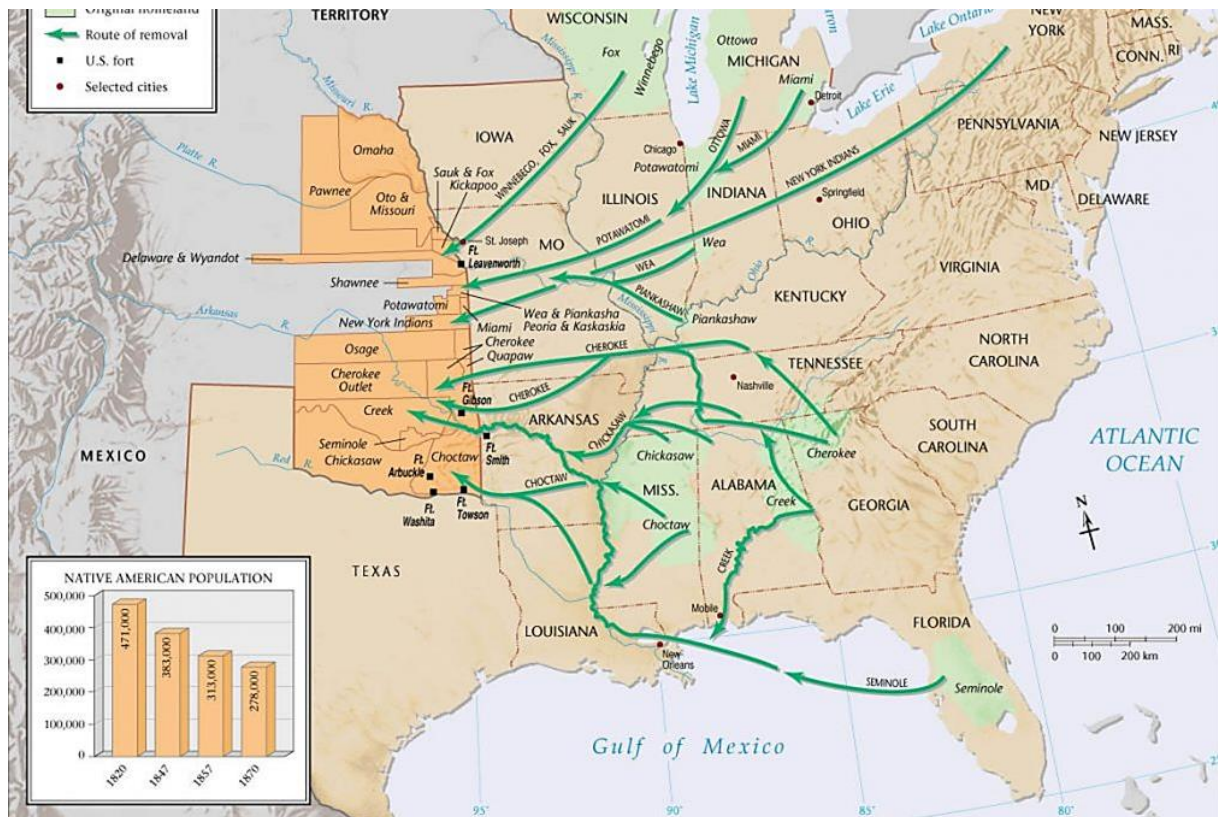 Original homeland
Route of removal
U.S. fort
Selected cities
TERRITORY
WISCONSIN
Fox
Winnebego
Mississippi
R.
Lake Michigan
Ottowa
MICHIGAN
Miami
Detroit
Lake Erie
Lake Ontario
NEW
YORK
MASS.
CONN.
RI
PENNSYLVANIA
NEW JERSEY
MD.
DELAWARE
Missouri R.
Platte R.
IOWA
Omaha
Pawnee
Oto &
Missouri
Sauk & Fox
Kickapoo
WINNEBEGO, FOX, SAUK
Chicago
Potawatomi
OTTOWA
MIAMI
NEW YORK INDIANS
ILLINOIS
INDIANA
Springfield
OHIO
St. Joseph
Ft.
Leavenworth
MO
POTAWATOMI
Wea
WEA
Delaware & Wyandot
Shawnee
Potawatomi
New York Indians
Wea & Piankasha
Peoria & Kaskaskia
Miami
Cherokee
Quapaw
PIANKASHAW
Piankashaw
Mississippi
R.
Ohio
R.
KENTUCKY
VIRGINIA
Arkansas
R.
Osage
Cherokee
Outlet
CHEROKEE
CHEROKEE
Ft.
Gibson
TENNESSEE
Nashville
NORTH
CAROLINA
Creek
ARKANSAS
CHICKASAW
Cherokee
SOUTH
CAROLINA
ATLANTIC
OCEAN
MEXICO
Seminole
Chickasaw
Choctaw
Ft.
Smith
Ft.
Arbuckle
Ft.
Washita
Ft.
Towson
Red R.
CHOCTAW
Chickasaw
MISS.
Choctaw
ALABAMA
Creek
GEORGIA
N
CREEK
TEXAS
LOUISIANA
Mobile
New
Orleans
FLORIDA
SEMINOLE
Seminole
0
100
200 mi
0
100
200 km
Gulf of Mexico
NATIVE AMERICAN POPULATION
500,000
400,000
300,000
200,000
100,000
0
471,000
383,000
313,000
278,000
1820
1847
1857
1870
95°
90°
85°
80°